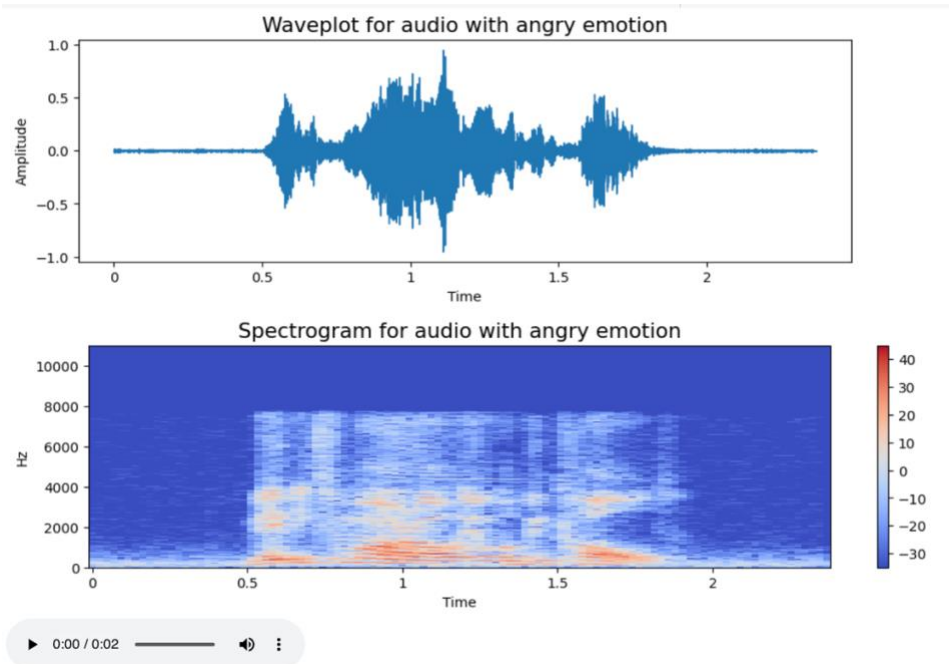 Waveplot for audio with angry emotion
1.0
0.5
0.0
−0.5
−1.0
Amplitude
0 0.5 1 1.5 2
Time
Spectrogram for audio with angry emotion
10000
8000
6000
4000
2000
0
Hz
0 0.5 1 1.5 2
Time
40
30
20
10
0
−10
−20
−30
0:00 / 0:02